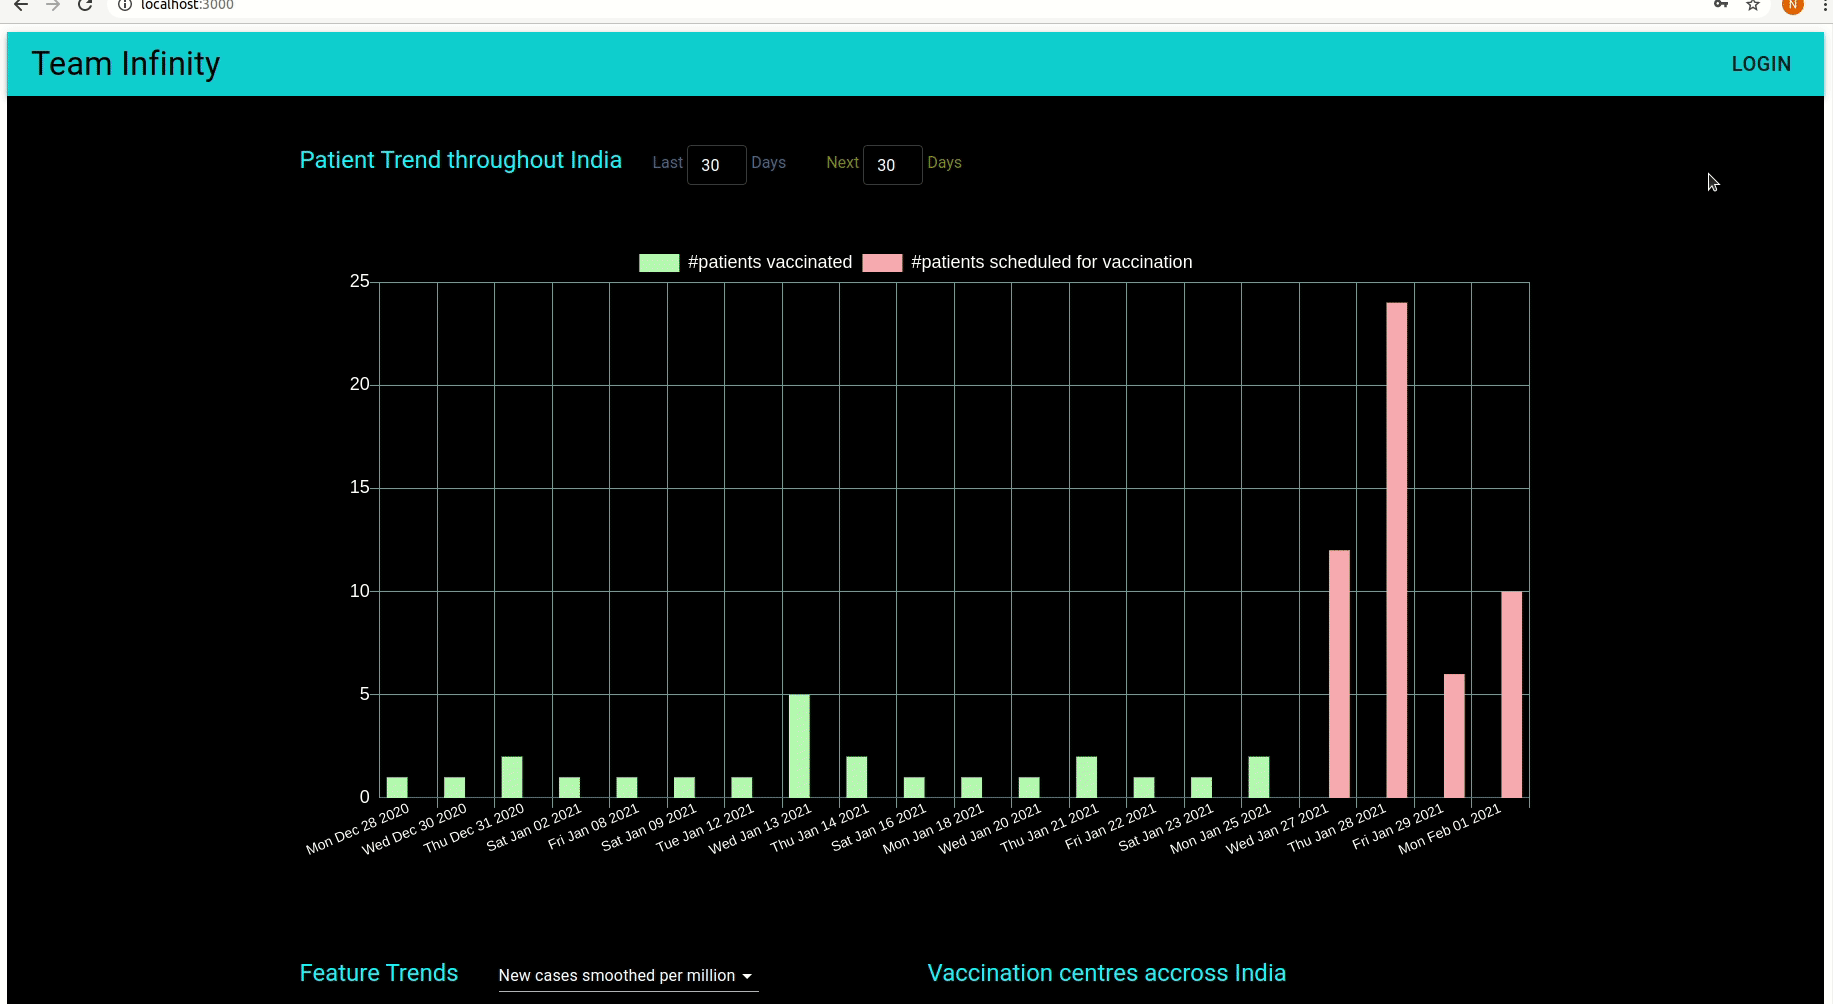 localhost:3000
N
Team Infinity
LOGIN
Patient Trend throughout India Last 30 Days Next 30 Days
#patients vaccinated #patients scheduled for vaccination
25
20
15
10
5
0
Mon Dec 28 2020
Wed Dec 30 2020
Thu Dec 31 2020
Sat Jan 02 2021
Fri Jan 08 2021
Sat Jan 09 2021
Tue Jan 12 2021
Wed Jan 13 2021
Thu Jan 14 2021
Sat Jan 16 2021
Mon Jan 18 2021
Wed Jan 20 2021
Thu Jan 21 2021
Fri Jan 22 2021
Sat Jan 23 2021
Mon Jan 25 2021
Wed Jan 27 2021
Thu Jan 28 2021
Fri Jan 29 2021
Mon Feb 01 2021
Feature Trends New cases smoothed per million
Vaccination centres accross India